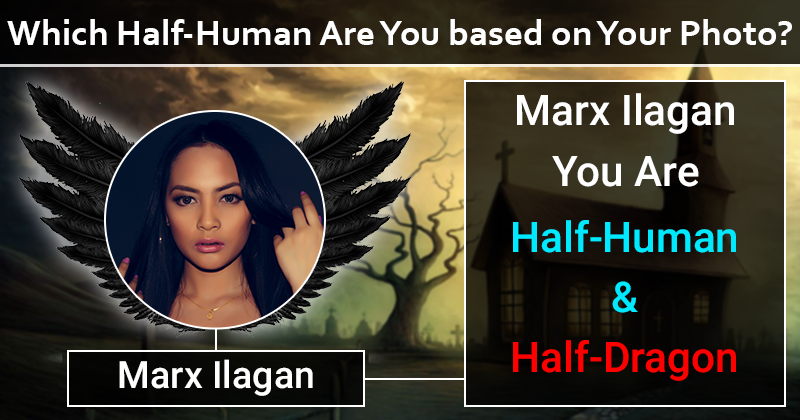 Which Half-Human Are You based on Your Photo?
Marx Ilagan
You Are
Half-Human
&
Half-Dragon
Marx Ilagan